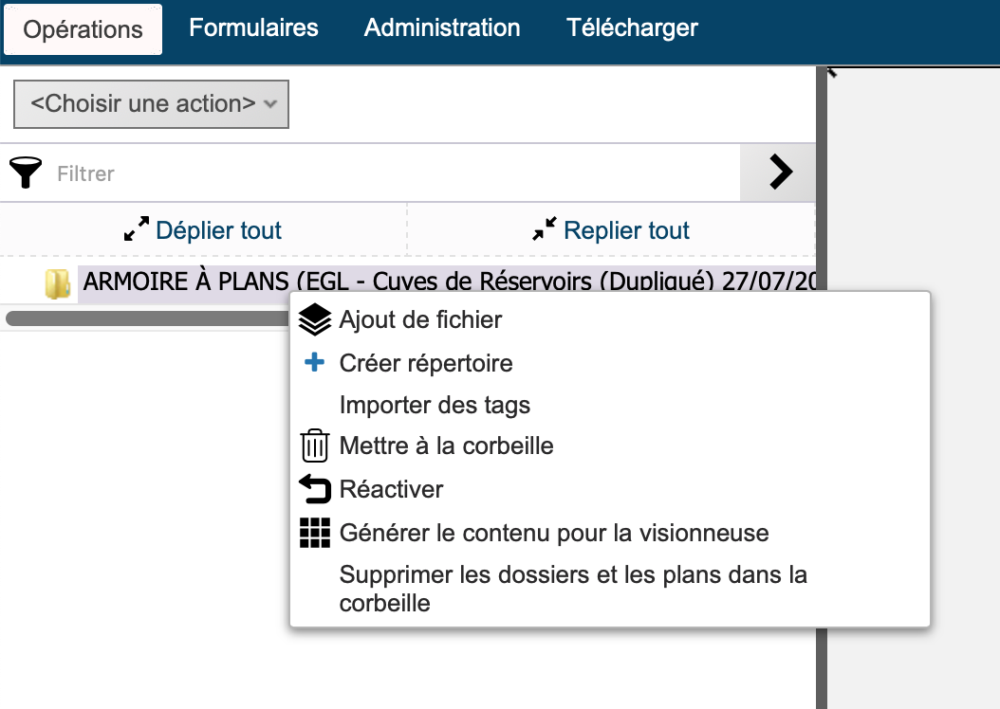 Opérations Formulaires Administration Télécharger
<Choisir une action>
Filtrer
Déplier tout Replier tout
ARMOIRE À PLANS (EGL - Cuves de Réservoirs (Dupliqué) 27/07/20
Ajout de fichier
Créer répertoire
Importer des tags
Mettre à la corbeille
Réactiver
Générer le contenu pour la visionneuse
Supprimer les dossiers et les plans dans la
corbeille